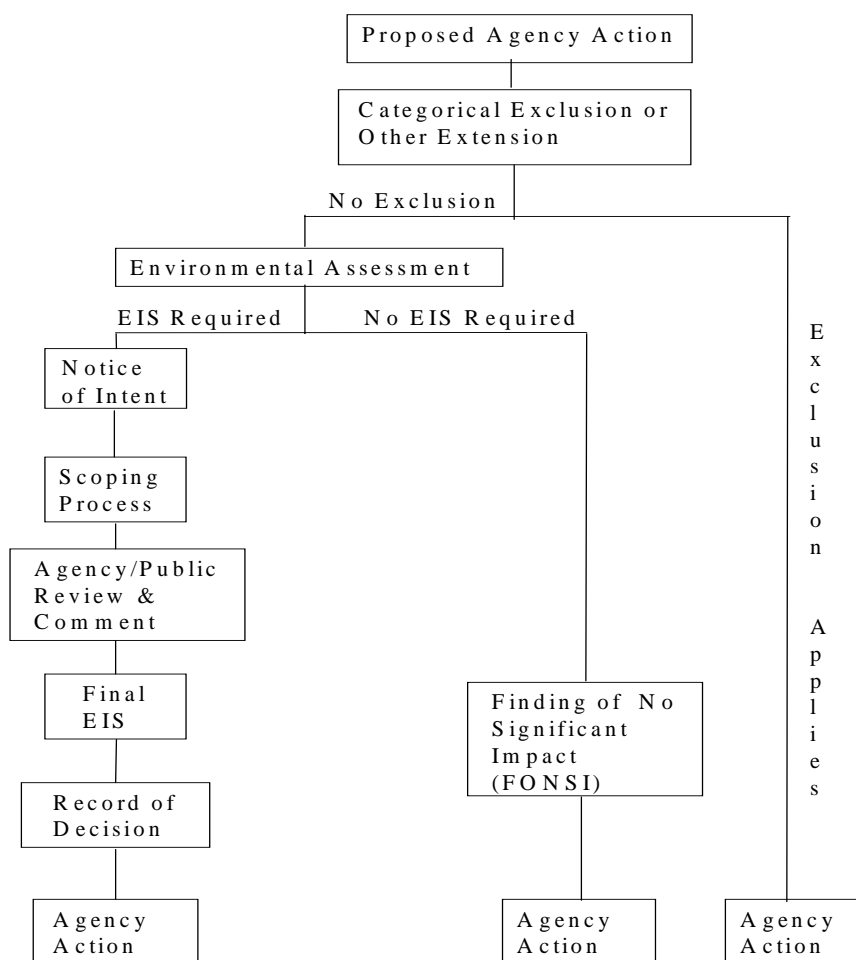 Proposed Agency Action
Categorical Exclusion or
Other Extension
No Exclusion
Environmental Assessment
EIS Required
No EIS Required
Exclusion Applies
Notice
of Intent
Scoping
Process
Agency/Public
Review &
Comment
Final
EIS
Finding of No
Significant
Impact
(FONSI)
Record of
Decision
Agency
Action
Agency
Action
Agency
Action